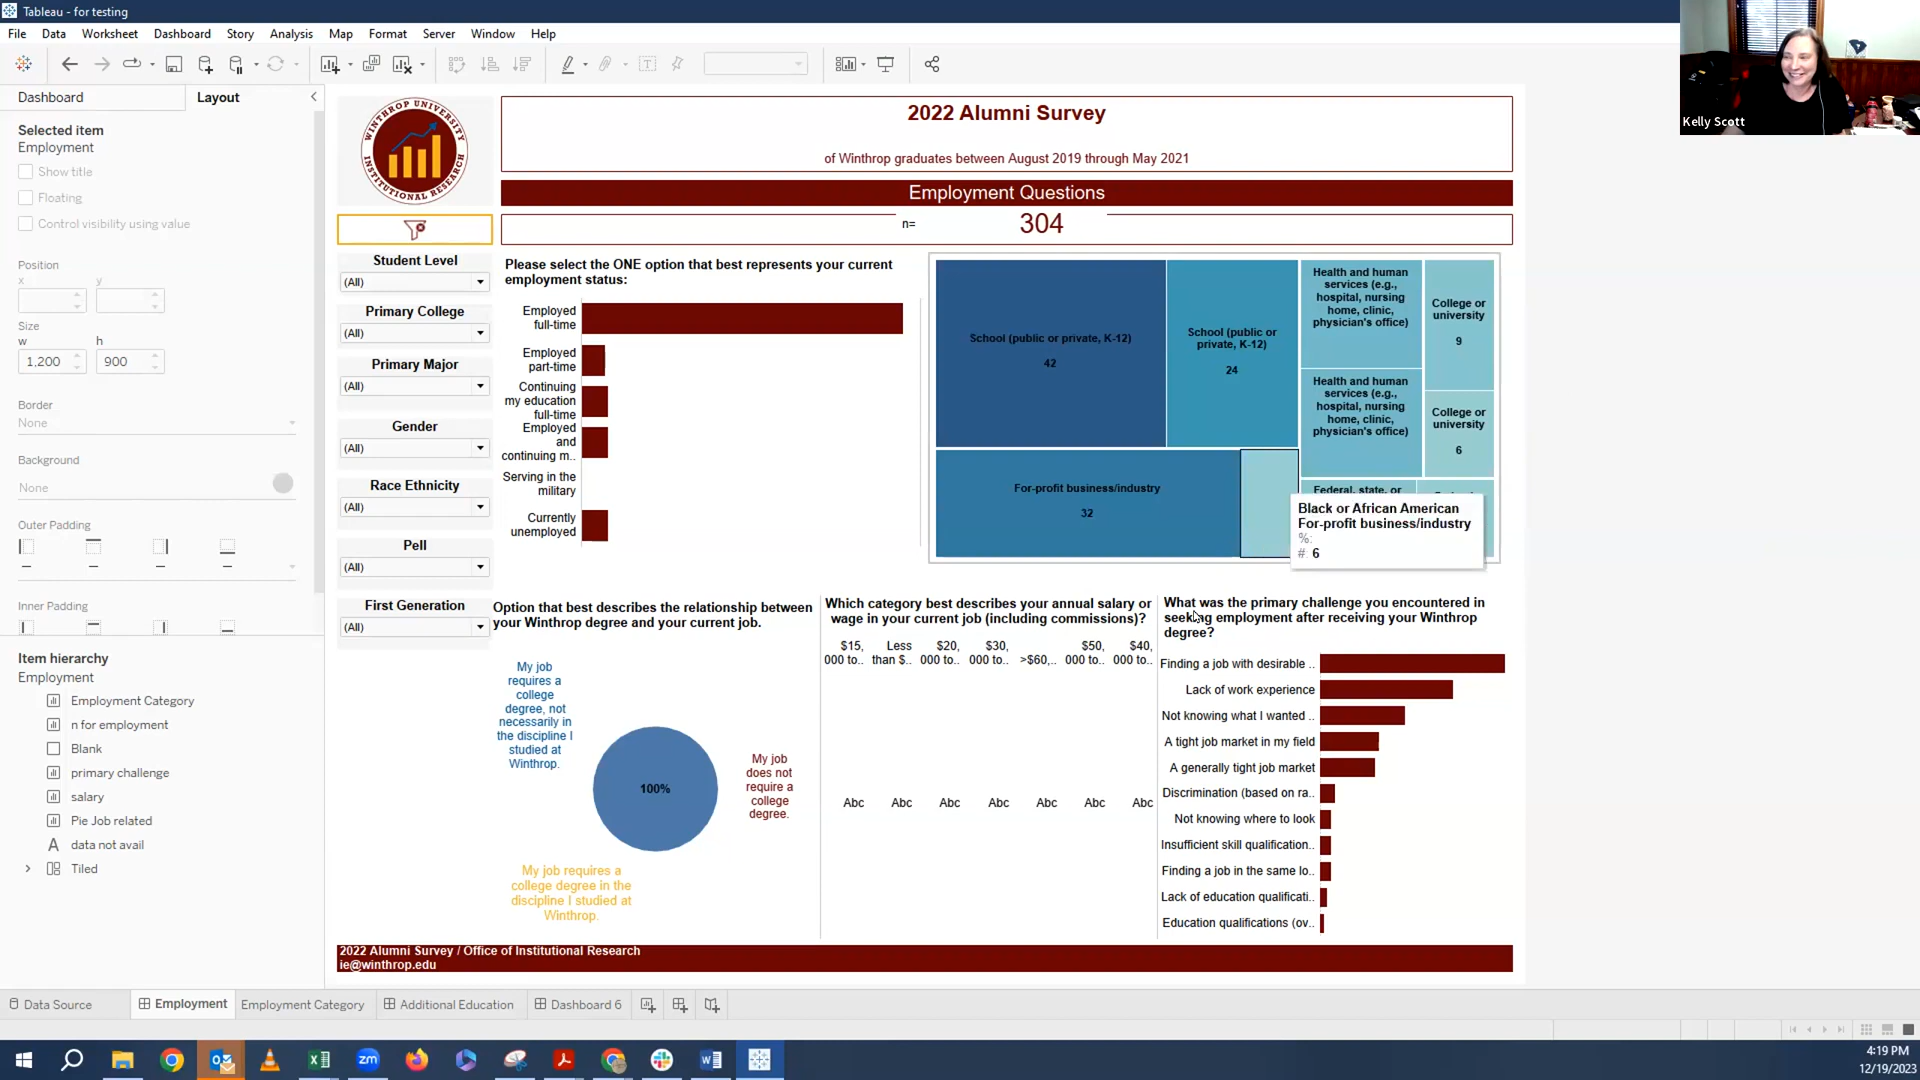 Tableau - for testing
File Data Worksheet Dashboard Story Analysis Map Format Server Window Help
Dashboard Layout
Selected item
Employment
Show title
Floating
Control visibility using value
Position
x y
Size
w h
1,200 900
Border
None
Background
None
Outer Padding
Inner Padding
Item hierarchy
Employment
Employment Category
n for employment
Blank
primary challenge
salary
Pie Job related
data not avail
Tiled
WINTHROP UNIVERSITY
INSTITUTIONAL RESEARCH
2022 Alumni Survey
of Winthrop graduates between August 2019 through May 2021
Employment Questions
n= 304
Student Level
(All)
Primary College
(All)
Primary Major
(All)
Gender
(All)
Race Ethnicity
(All)
Pell
(All)
First Generation
(All)
Please select the ONE option that best represents your current
employment status:
Employed
full-time
Employed
part-time
Continuing
my education
full-time
Employed
and
continuing m..
Serving in the
military
Currently
unemployed
School (public or private, K-12)
42
School (public or
private, K-12)
24
Health and human
services (e.g.,
hospital, nursing
home, clinic,
physician's office)
College or
university
9
Health and human
services (e.g.,
hospital, nursing
home, clinic,
physician's office)
College or
university
6
For-profit business/industry
32
Federal, state, or
Black or African American
For-profit business/industry
%:
#: 6
Option that best describes the relationship between
your Winthrop degree and your current job.
My job
requires a
college
degree, not
necessarily in
the discipline I
studied at
Winthrop.
100%
My job
does not
require a
college
degree.
My job requires a
college degree in the
discipline I studied at
Winthrop.
Which category best describes your annual salary or
wage in your current job (including commissions)?
$15, Less $20, $30, $50, $40,
000 to.. than $.. 000 to.. 000 to.. >$60,.. 000 to.. 000 to..
Abc Abc Abc Abc Abc Abc Abc
What was the primary challenge you encountered in
seeking employment after receiving your Winthrop
degree?
Finding a job with desirable ..
Lack of work experience
Not knowing what I wanted ..
A tight job market in my field
A generally tight job market
Discrimination (based on ra..
Not knowing where to look
Insufficient skill qualification..
Finding a job in the same lo..
Lack of education qualificati..
Education qualifications (ov..
2022 Alumni Survey / Office of Institutional Research
ie@winthrop.edu
Data Source Employment Employment Category Additional Education Dashboard 6
4:19 PM
12/19/2023
Kelly Scott